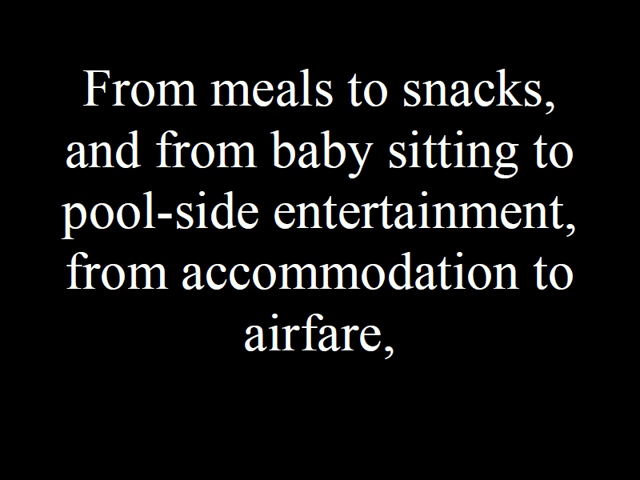 From meals to snacks,
and from baby sitting to
pool-side entertainment,
from accommodation to
airfare,